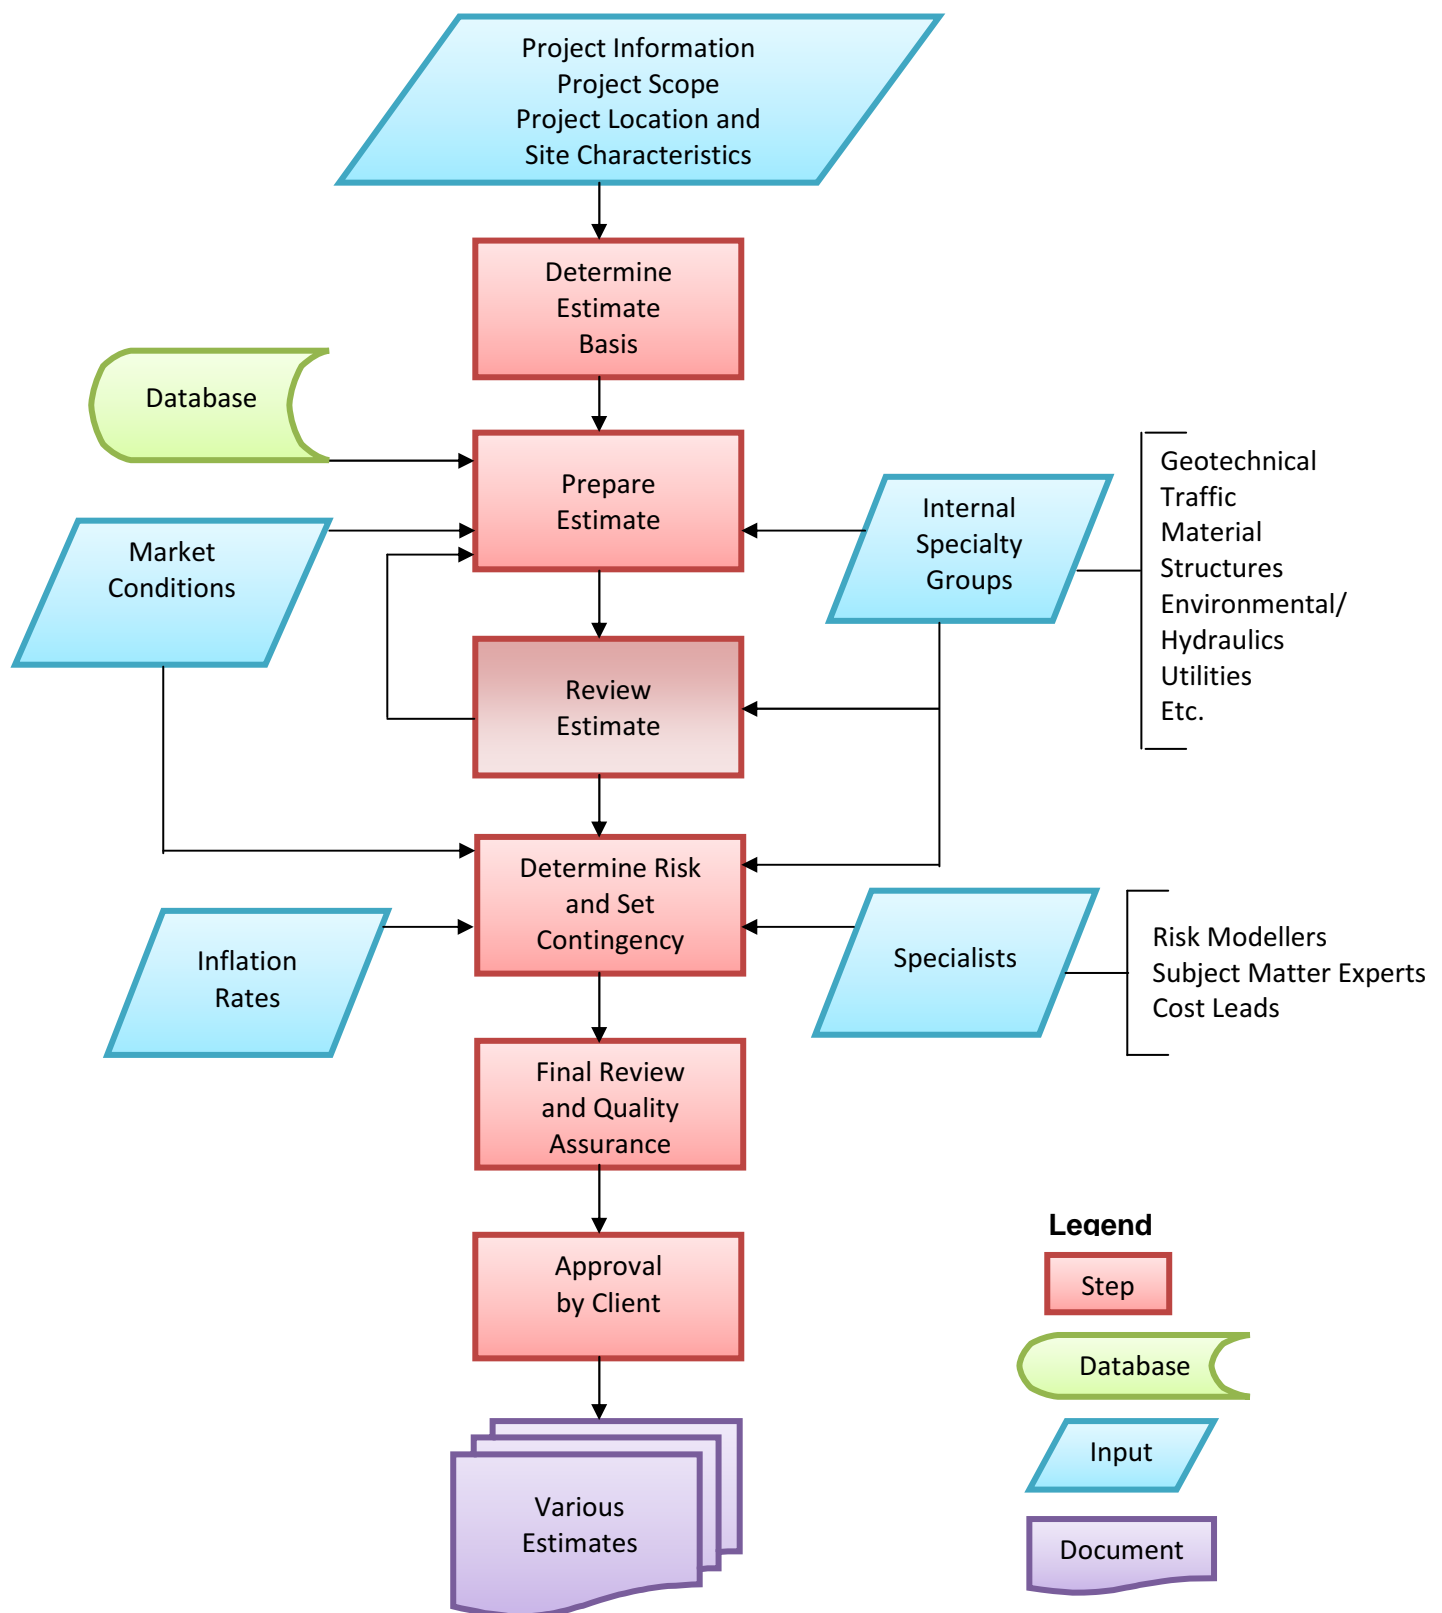 Project Information
Project Scope
Project Location and
Site Characteristics
Determine
Estimate
Basis
Database
Prepare
Estimate
Market
Conditions
Internal
Specialty
Groups
Geotechnical
Traffic
Material
Structures
Environmental/
Hydraulics
Utilities
Etc.
Review
Estimate
Determine Risk
and Set
Contingency
Inflation
Rates
Specialists
Risk Modellers
Subject Matter Experts
Cost Leads
Final Review
and Quality
Assurance
Approval
by Client
Various
Estimates
Legend
Step
Database
Input
Document